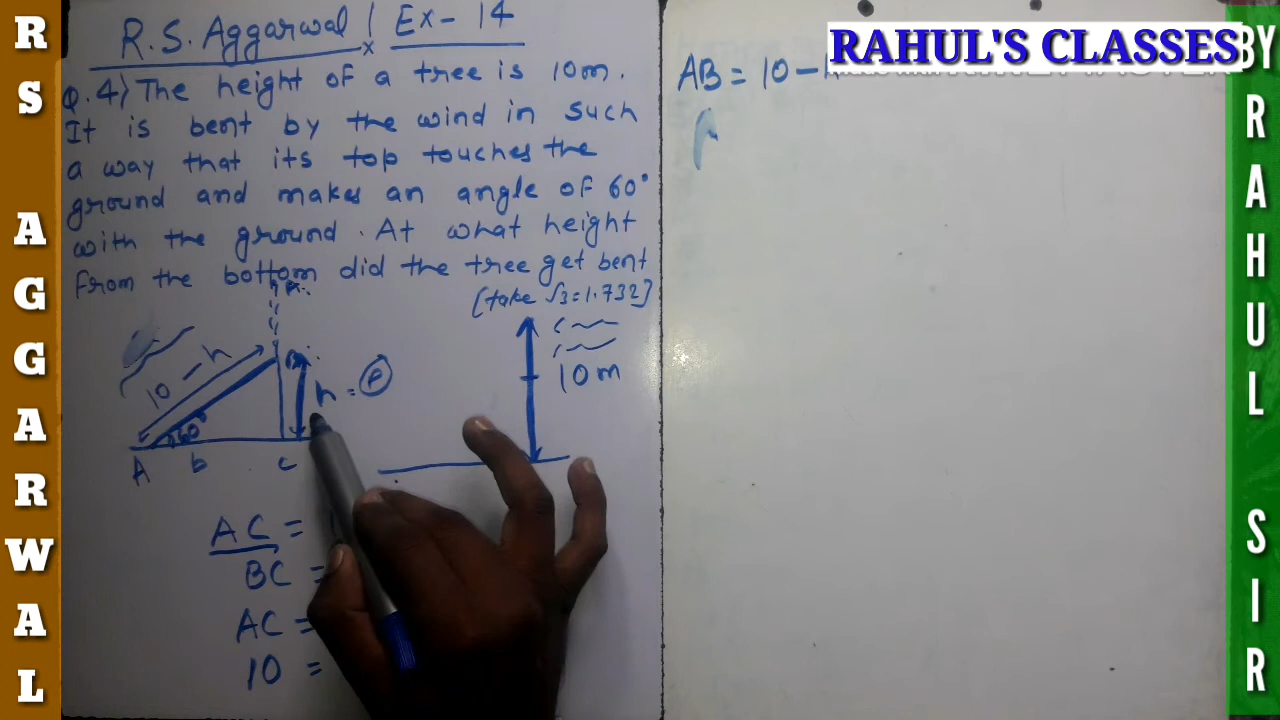 RS AGGARWAL
R.S. Aggarwal | Ex - 14
Q.4) The height of a tree is 10m.
It is bent by the wind in such
a way that its top touches the
ground and makes an angle of 60°
with the ground. At what height
From the bottom did the tree get bent
[take √3=1.732]
10 - h
h = P
10m
60°
A b c
AC =
BC =
AC =
10 =
RAHUL'S CLASSES
AB = 10 -
BY RAHUL SIR